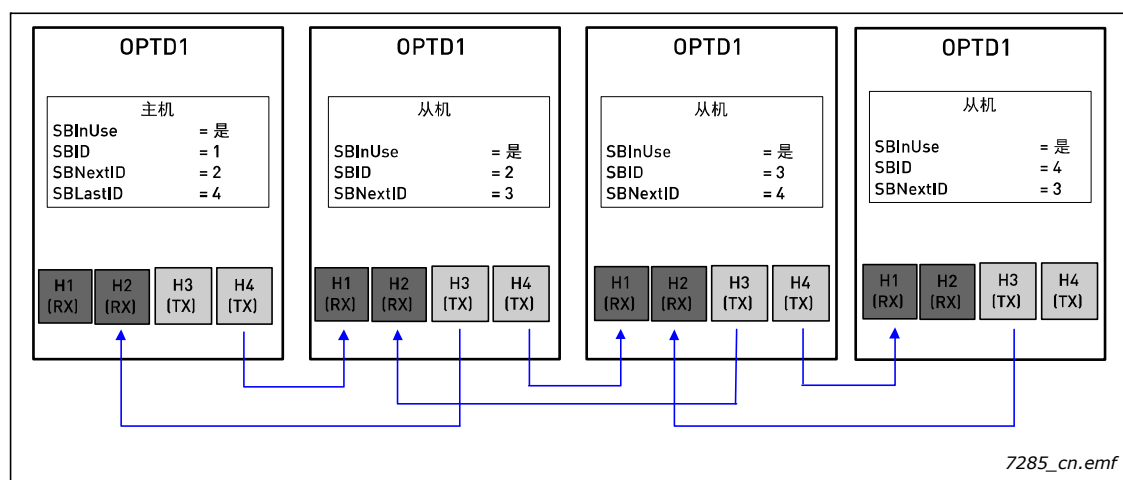 OPTD1
主机
SBInUse = 是
SBID = 1
SBNextID = 2
SBLastID = 4
H1 (RX)
H2 (RX)
H3 (TX)
H4 (TX)
OPTD1
从机
SBInUse = 是
SBID = 2
SBNextID = 3
H1 (RX)
H2 (RX)
H3 (TX)
H4 (TX)
OPTD1
从机
SBInUse = 是
SBID = 3
SBNextID = 4
H1 (RX)
H2 (RX)
H3 (TX)
H4 (TX)
OPTD1
从机
SBInUse = 是
SBID = 4
SBNextID = 3
H1 (RX)
H2 (RX)
H3 (TX)
H4 (TX)
7285_cn.emf